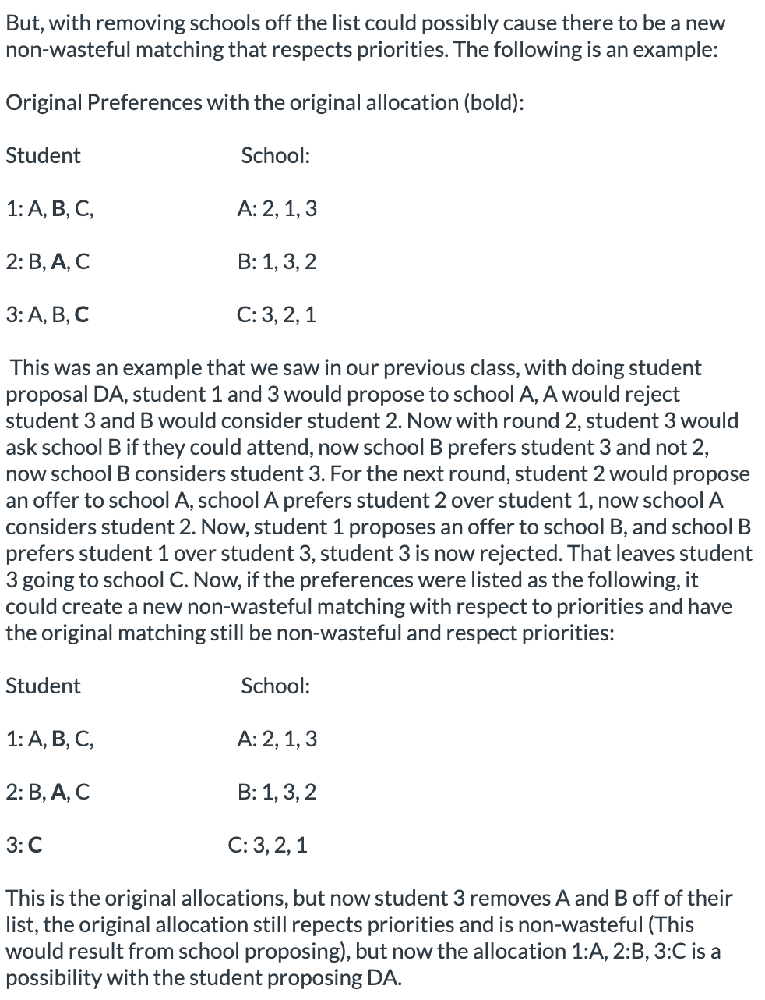 But, with removing schools off the list could possibly cause there to be a new
non-wasteful matching that respects priorities. The following is an example:
Original Preferences with the original allocation (bold):
Student School:
1: A, B, C, A: 2, 1, 3
2: B, A, C B: 1, 3, 2
3: A, B, C C: 3, 2, 1
This was an example that we saw in our previous class, with doing student
proposal DA, student 1 and 3 would propose to school A, A would reject
student 3 and B would consider student 2. Now with round 2, student 3 would
ask school B if they could attend, now school B prefers student 3 and not 2,
now school B considers student 3. For the next round, student 2 would propose
an offer to school A, school A prefers student 2 over student 1, now school A
considers student 2. Now, student 1 proposes an offer to school B, and school B
prefers student 1 over student 3, student 3 is now rejected. That leaves student
3 going to school C. Now, if the preferences were listed as the following, it
could create a new non-wasteful matching with respect to priorities and have
the original matching still be non-wasteful and respect priorities:
Student School:
1: A, B, C, A: 2, 1, 3
2: B, A, C B: 1, 3, 2
3: C C: 3, 2, 1
This is the original allocations, but now student 3 removes A and B off of their
list, the original allocation still repects priorities and is non-wasteful (This
would result from school proposing), but now the allocation 1:A, 2:B, 3:C is a
possibility with the student proposing DA.